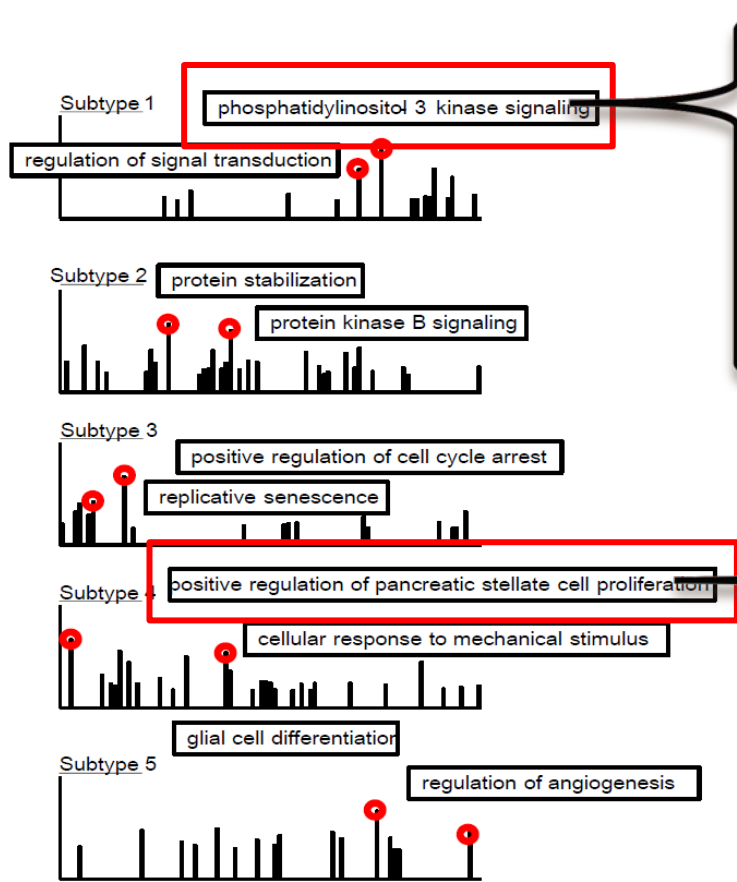 Subtype 1
phosphatidylinositol 3 kinase signaling
regulation of signal transduction
Subtype 2
protein stabilization
protein kinase B signaling
Subtype 3
positive regulation of cell cycle arrest
replicative senescence
positive regulation of pancreatic stellate cell proliferation
Subtype 4
cellular response to mechanical stimulus
glial cell differentiation
Subtype 5
regulation of angiogenesis